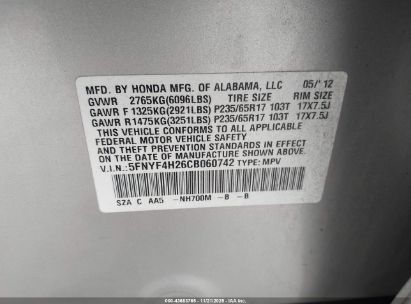 MFD. BY HONDA MFG. OF ALABAMA, LLC 05/'12
GVWR 2765KG(6096LBS) TIRE SIZE RIM SIZE
GAWR F 1325KG(2921LBS) P235/65R17 103T 17X7.5J
GAWR R 1475KG(3251LBS) P235/65R17 103T 17X7.5J
THIS VEHICLE CONFORMS TO ALL APPLICABLE
FEDERAL MOTOR VEHICLE SAFETY
AND THEFT PREVENTION STANDARDS IN EFFECT
ON THE DATE OF MANUFACTURE SHOWN ABOVE.
V.I.N.: 5FNYF4H26CB060742 TYPE: MPV
SZA C AA5 -NH700M -B -B
11/21/2025